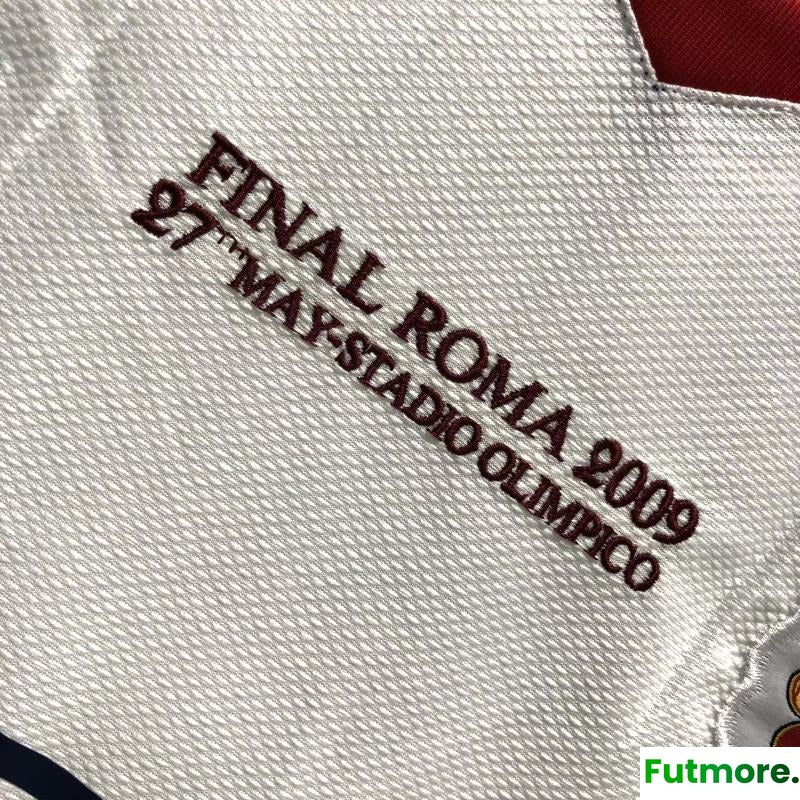 FINAL ROMA 2009
27TH MAY-STADIO OLIMPICO
Futmore.